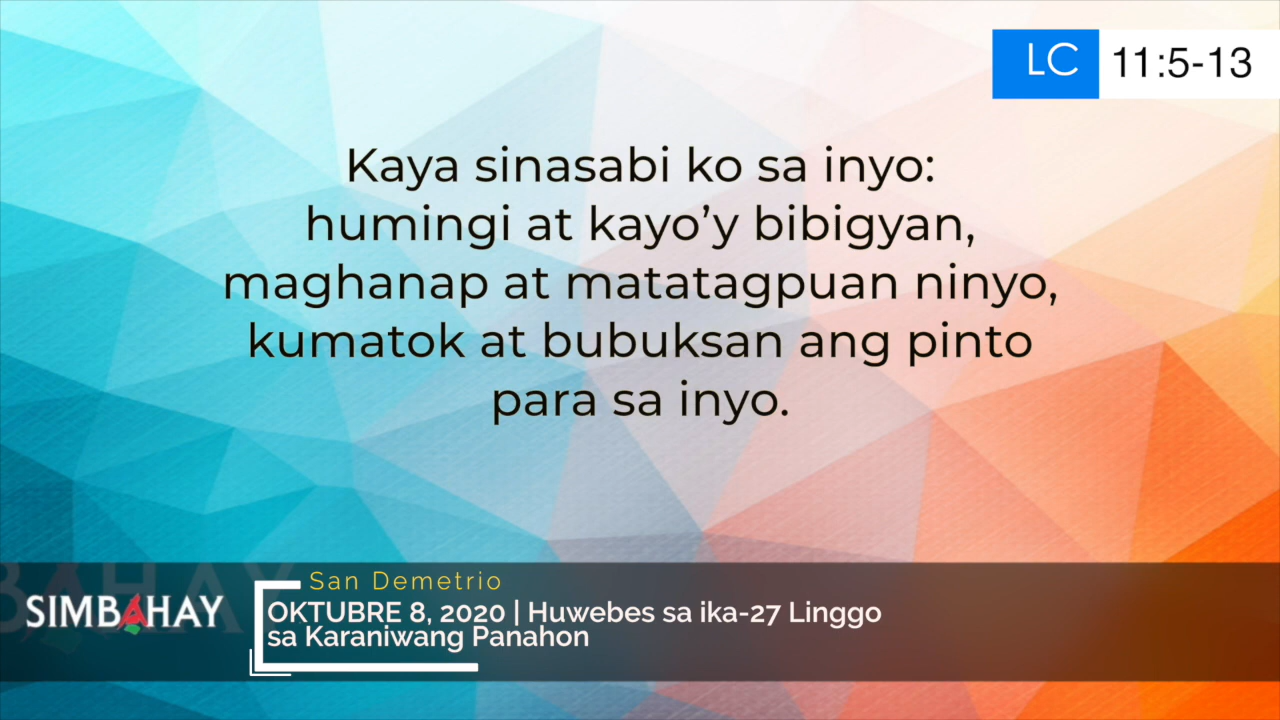 LC 11:5-13
Kaya sinasabi ko sa inyo:
humingi at kayo’y bibigyan,
maghanap at matatagpuan ninyo,
kumatok at bubuksan ang pinto
para sa inyo.
San Demetrio
SIMBAHAY
OKTUBRE 8, 2020 | Huwebes sa ika-27 Linggo
sa Karaniwang Panahon